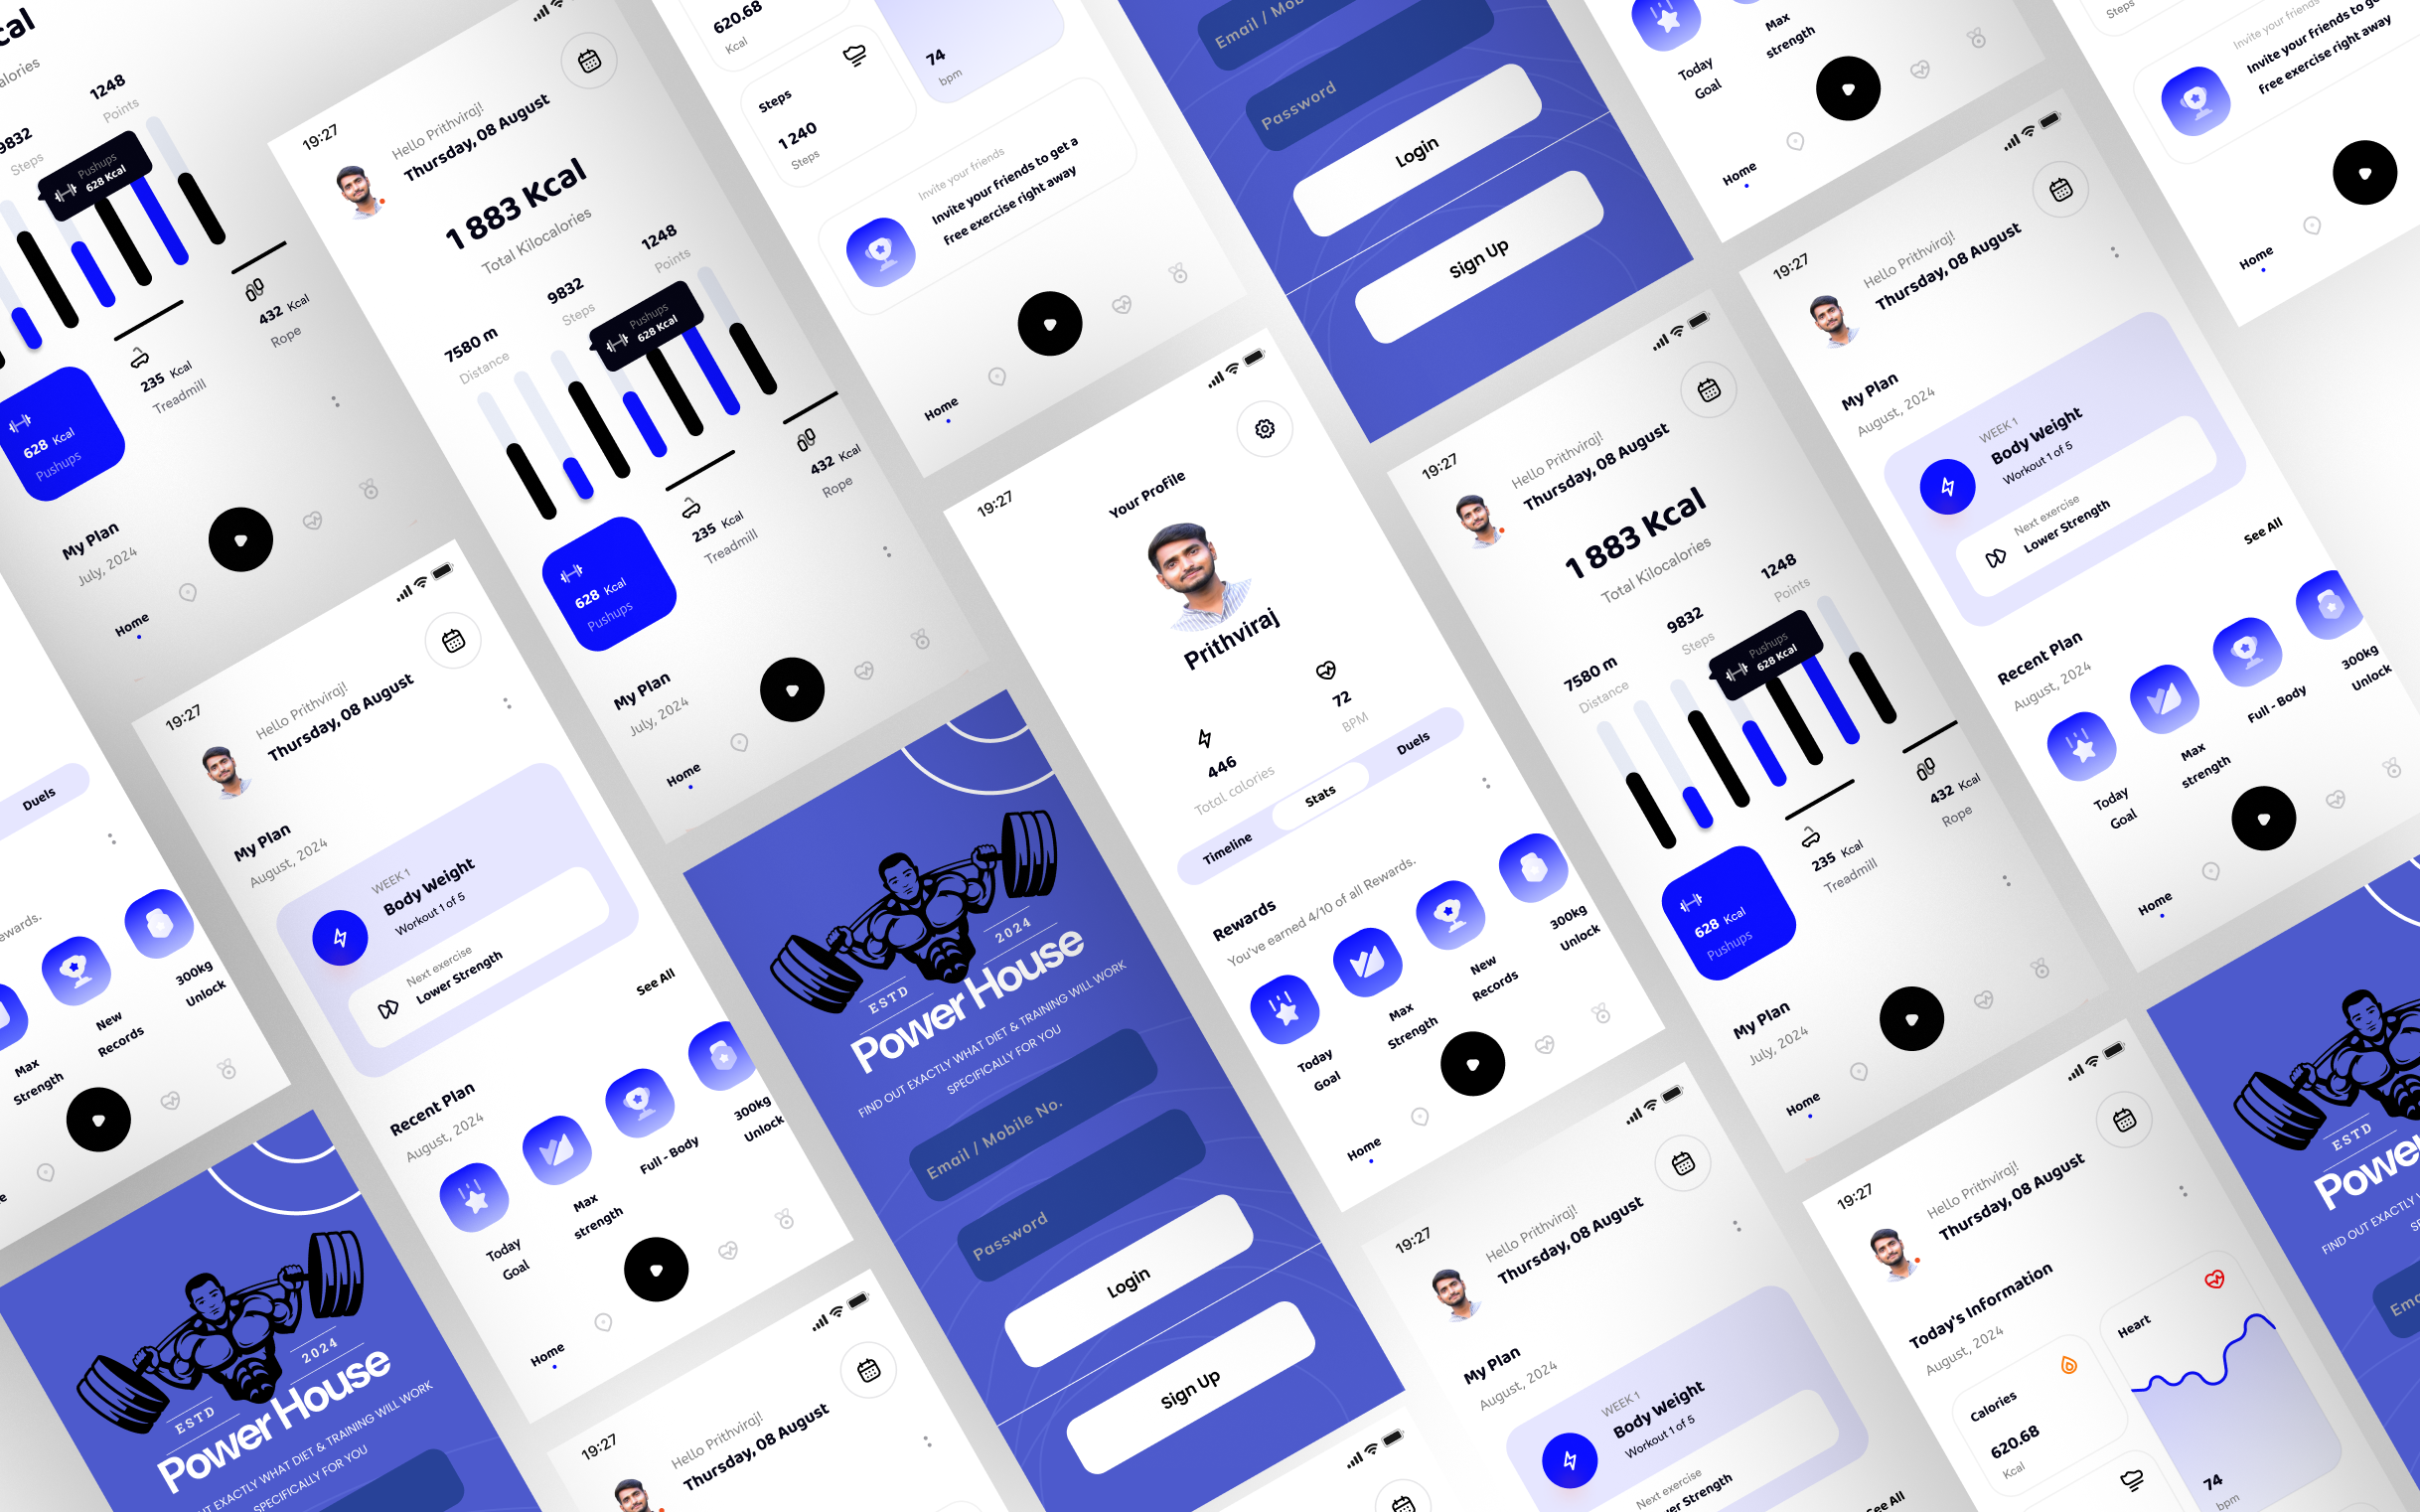 cal
alories
1248
Points
9832
Steps
Pushups
628 Kcal
432 Kcal
Rope
235 Kcal
Treadmill
628 Kcal
Pushups
My Plan
July, 2024
Home
19:27
Hello Prithviraj!
Thursday, 08 August
1 883 Kcal
Total Kilocalories
1248
Points
9832
Steps
7580 m
Distance
Pushups
628 Kcal
432 Kcal
Rope
235 Kcal
Treadmill
628 Kcal
Pushups
My Plan
July, 2024
Home
620.68
Kcal
74
bpm
Steps
1 240
Steps
Invite your friends
Invite your friends to get a
free exercise right away
Home
Email / Mob
Password
Login
Sign Up
Max
strength
Today
Goal
Home
Steps
Invite your friends
Invite your friends to ge
free exercise right away
Home
19:27
Hello Prithviraj!
Thursday, 08 August
My Plan
August, 2024
WEEK 1
Body Weight
Workout 1 of 5
Next exercise
Lower Strength
See All
Recent Plan
August, 2024
300kg
Unlock
Full - Body
Max
strength
Today
Goal
Home
19:27
Hello Prithviraj!
Thursday, 08 August
1 883 Kcal
Total Kilocalories
1248
Points
9832
Steps
7580 m
Distance
Pushups
628 Kcal
432 Kcal
Rope
235 Kcal
Treadmill
628 Kcal
Pushups
My Plan
July, 2024
Home
19:27
Your Profile
Prithviraj
72
BPM
446
Total calories
Duels
Stats
Timeline
Rewards
You've earned 4/10 of all Rewards.
300kg
Unlock
New
Records
Max
Strength
Today
Goal
Home
Duels
ewards.
300kg
Unlock
New
Records
Max
Strength
19:27
Hello Prithviraj!
Thursday, 08 August
My Plan
August, 2024
WEEK 1
Body Weight
Workout 1 of 5
Next exercise
Lower Strength
See All
Recent Plan
August, 2024
300kg
Unlock
Full - Body
Max
strength
Today
Goal
Home
ESTD
2024
Power House
FIND OUT EXACTLY WHAT DIET & TRAINING WILL WORK
SPECIFICALLY FOR YOU
Email / Mobile No.
Password
Login
Sign Up
ESTD
2024
Power House
OUT EXACTLY WHAT DIET & TRAINING WILL WORK
SPECIFICALLY FOR YOU
19:27
Hello Prithviraj!
Thursday, 08 August
19:27
Hello Prithviraj!
Thursday, 08 August
My Plan
August, 2024
WEEK 1
Body Weight
Workout 1 of 5
Next exercise
wer Strength
See All
19:27
Hello Prithviraj!
Thursday, 08 August
Today's Information
August, 2024
Heart
Calories
620.68
Kcal
74
bpm
ESTD
Power
FIND OUT EXACTLY
Ema